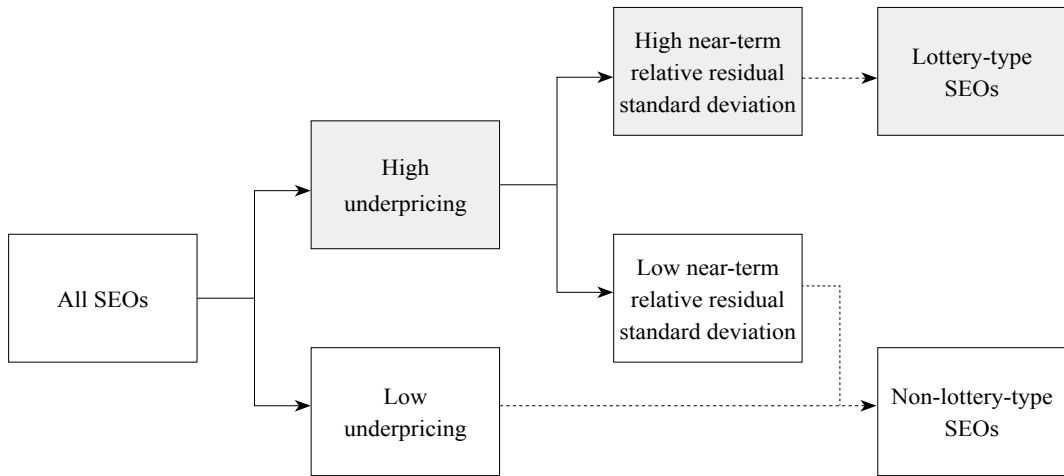 All SEOs
High
underpricing
Low
underpricing
High near-term
relative residual
standard deviation
Low near-term
relative residual
standard deviation
Lottery-type
SEOs
Non-lottery-type
SEOs